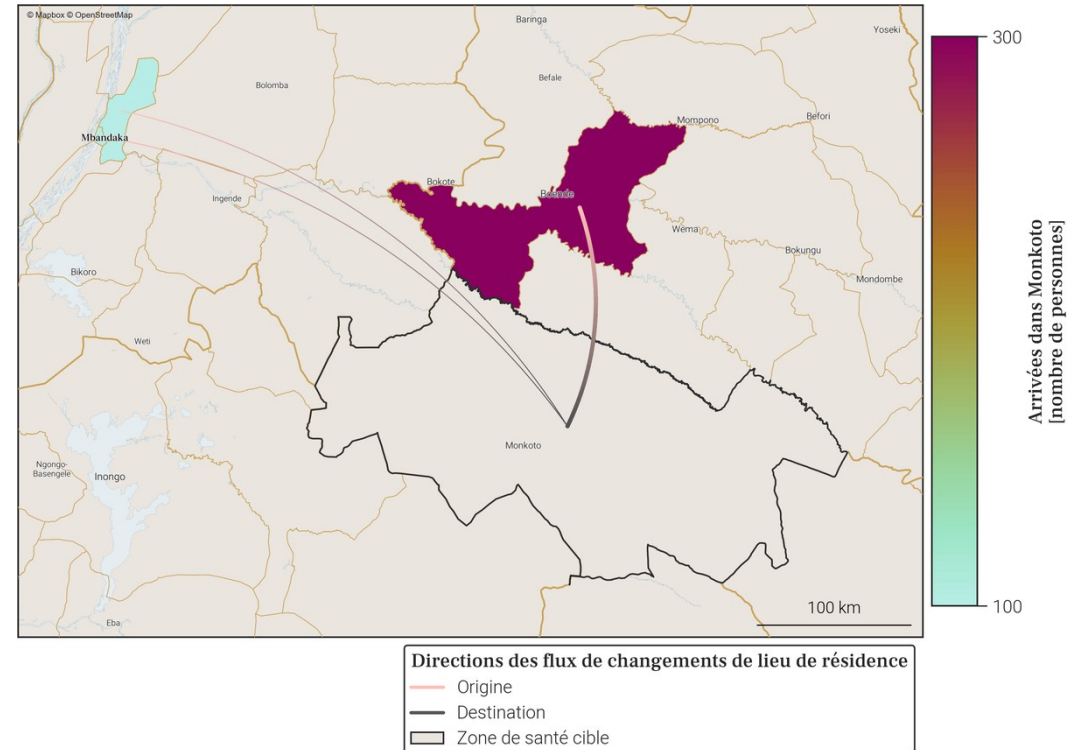 © Mapbox © OpenStreetMap
Baringa
Yoseki
Befale
Bolomba
Mompono
Befori
Mbandaka
Bokote
Boende
Ingende
Wema
Bokungu
Bikoro
Mondombe
Weti
Monkoto
Ngongo-
Basengele
Inongo
Eba
100 km
300
100
Arrivées dans Monkoto
[nombre de personnes]
Directions des flux de changements de lieu de résidence
Origine
Destination
Zone de santé cible